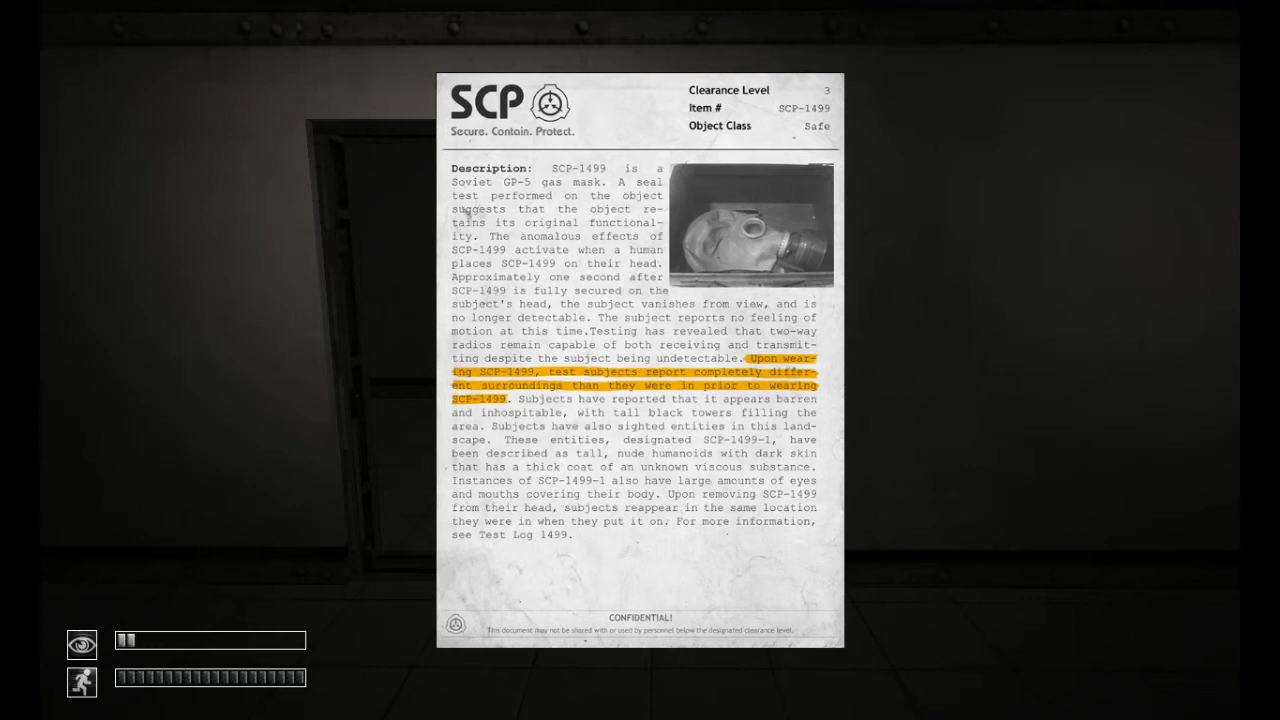 SCP
Secure. Contain. Protect.
Clearance Level 3
Item # SCP-1499
Object Class Safe
Description: SCP-1499 is a
Soviet GP-5 gas mask. A seal
test performed on the object
suggests that the object re-
tains its original functional-
ity. The anomalous effects of
SCP-1499 activate when a human
places SCP-1499 on their head.
Approximately one second after
SCP-1499 is fully secured on the
subject's head, the subject vanishes from view, and is
no longer detectable. The subject reports no feeling of
motion at this time.Testing has revealed that two-way
radios remain capable of both receiving and transmit-
ting despite the subject being undetectable. Upon wear-
ing SCP-1499, test subjects report completely differ-
ent surroundings than they were in prior to wearing
SCP-1499. Subjects have reported that it appears barren
and inhospitable, with tall black towers filling the
area. Subjects have also sighted entities in this land-
scape. These entities, designated SCP-1499-1, have
been described as tall, nude humanoids with dark skin
that has a thick coat of an unknown viscous substance.
Instances of SCP-1499-1 also have large amounts of eyes
and mouths covering their body. Upon removing SCP-1499
from their head, subjects reappear in the same location
they were in when they put it on. For more information,
see Test Log 1499.
CONFIDENTIAL!
This document may not be shared with or used by personnel below the designated clearance level.